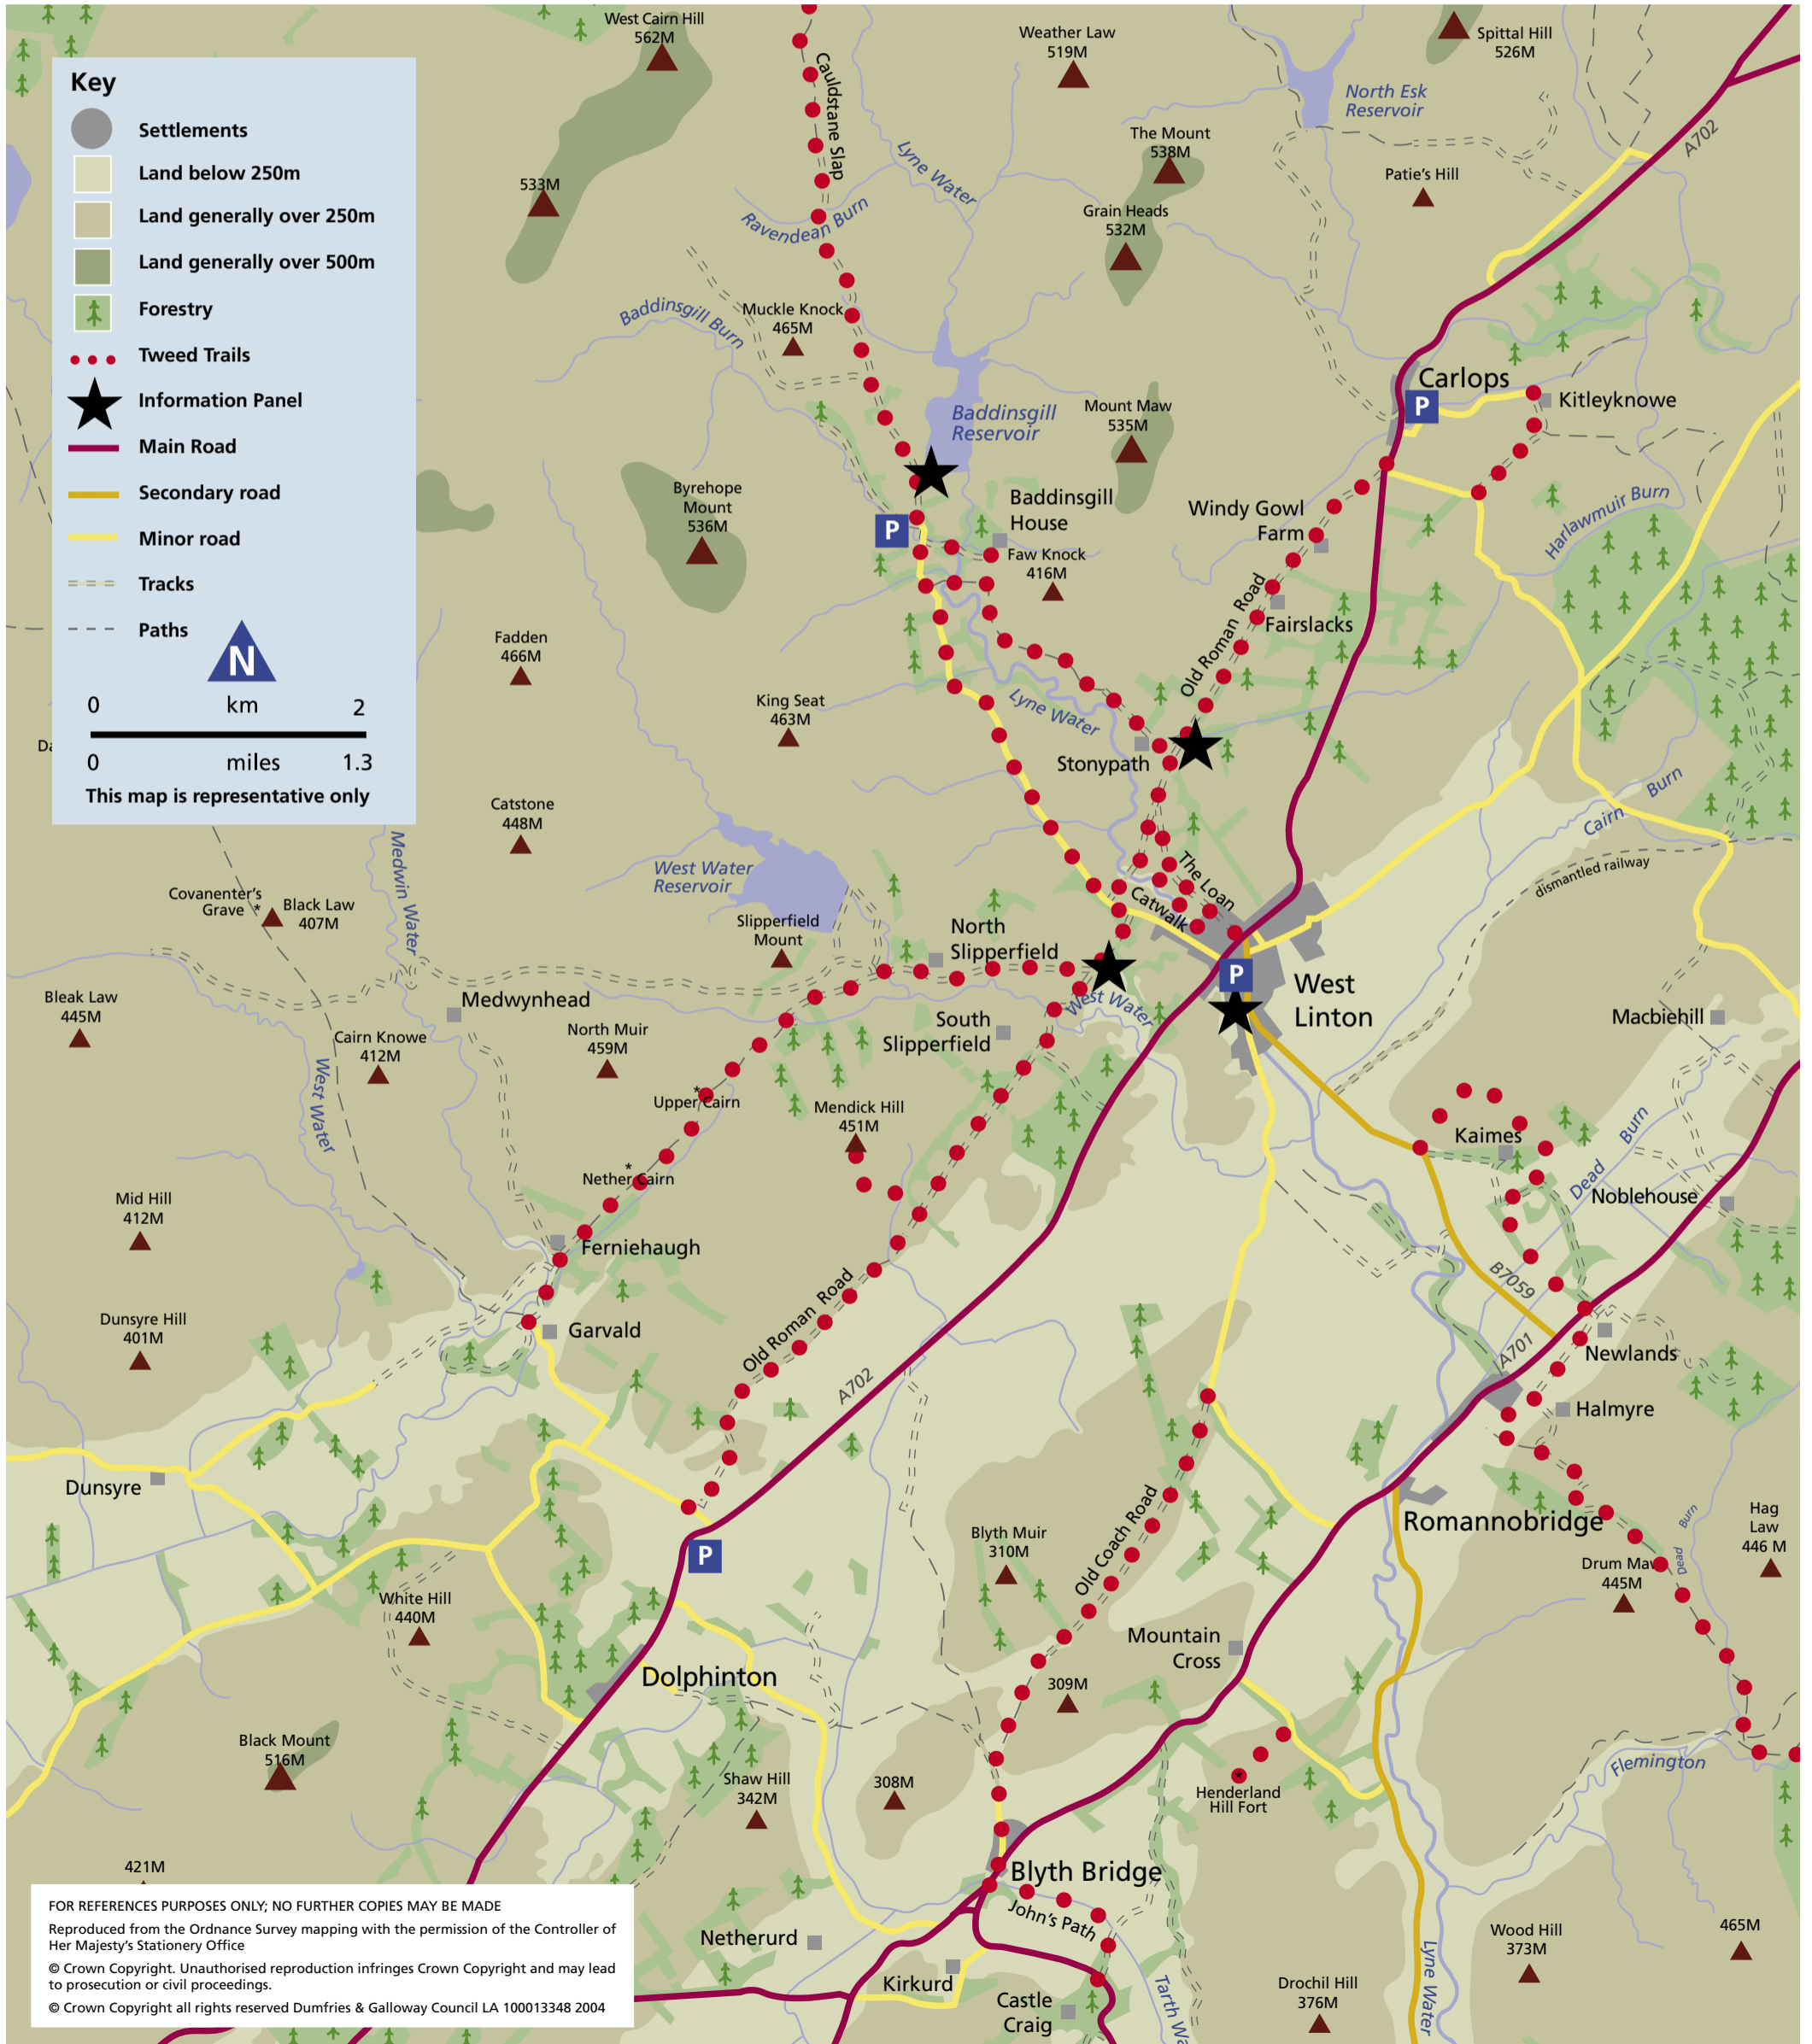 West Cairn Hill
562M
Weather Law
519M
Spittal Hill
526M
Key
Settlements
Land below 250m
Land generally over 250m
Land generally over 500m
Forestry
Tweed Trails
Information Panel
Main Road
Secondary road
Minor road
Tracks
Paths
N
0 km 2
0 miles 1.3
This map is representative only
Cauldstane Slap
North Esk
Reservoir
A702
The Mount
538M
Lyne Water
Patie's Hill
533M
Grain Heads
532M
Ravendean Burn
Baddinsgill Burn
Muckle Knock
465M
Carlops
P
Kitleyknowe
Baddinsgill
Reservoir
Mount Maw
535M
Byrehope
Mount
536M
Baddinsgill
House
P
Windy Gowl
Farm
Harlawmuir Burn
Faw Knock
416M
Old Roman Road
Fairslacks
Fadden
466M
King Seat
463M
Lyne Water
Da
Stonypath
Catstone
448M
Cairn Burn
dismantled railway
Medwin Water
West Water
Reservoir
The Loan
Catwalk
Covanenter's
Grave *
Black Law
407M
Slipperfield
Mount
North
Slipperfield
P
West
Linton
Bleak Law
445M
Medwynhead
West Water
South
Slipperfield
Macbiehill
Cairn Knowe
412M
North Muir
459M
West Water
*
Upper Cairn
Mendick Hill
451M
Kaimes
Dead Burn
*
Nether Cairn
Noblehouse
Mid Hill
412M
Ferniehaugh
B7059
Old Roman Road
Dunsyre Hill
401M
Garvald
A701
Newlands
A702
Halmyre
Dunsyre
Romannobridge
Old Coach Road
Blyth Muir
310M
P
Dead Burn
Hag
Law
446 M
Drum Maw
445M
White Hill
440M
Mountain
Cross
Dolphinton
309M
Black Mount
516M
Shaw Hill
342M
308M
*
Henderland
Hill Fort
Flemington
421M
Blyth Bridge
John's Path
Netherurd
Kirkurd
Castle
Craig
Tarth Wa
Drochil Hill
376M
Lyne Water
Wood Hill
373M
465M
FOR REFERENCES PURPOSES ONLY; NO FURTHER COPIES MAY BE MADE
Reproduced from the Ordnance Survey mapping with the permission of the Controller of
Her Majesty's Stationery Office
© Crown Copyright. Unauthorised reproduction infringes Crown Copyright and may lead
to prosecution or civil proceedings.
© Crown Copyright all rights reserved Dumfries & Galloway Council LA 100013348 2004